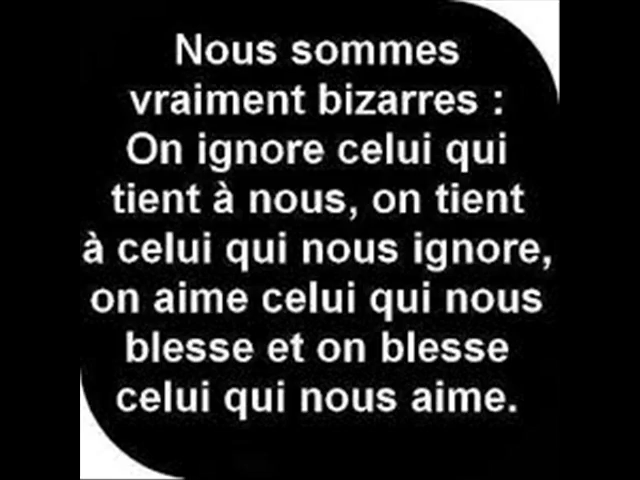 Nous sommes
vraiment bizarres :
On ignore celui qui
tient à nous, on tient
à celui qui nous ignore,
on aime celui qui nous
blesse et on blesse
celui qui nous aime.